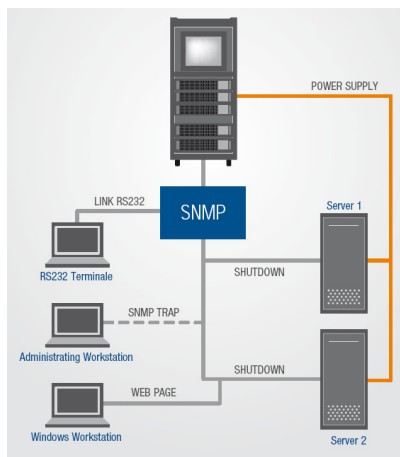 POWER SUPPLY
LINK RS232
SNMP
Server 1
RS232 Terminale
SHUTDOWN
SNMP TRAP
Administrating Workstation
SHUTDOWN
WEB PAGE
Windows Workstation
Server 2